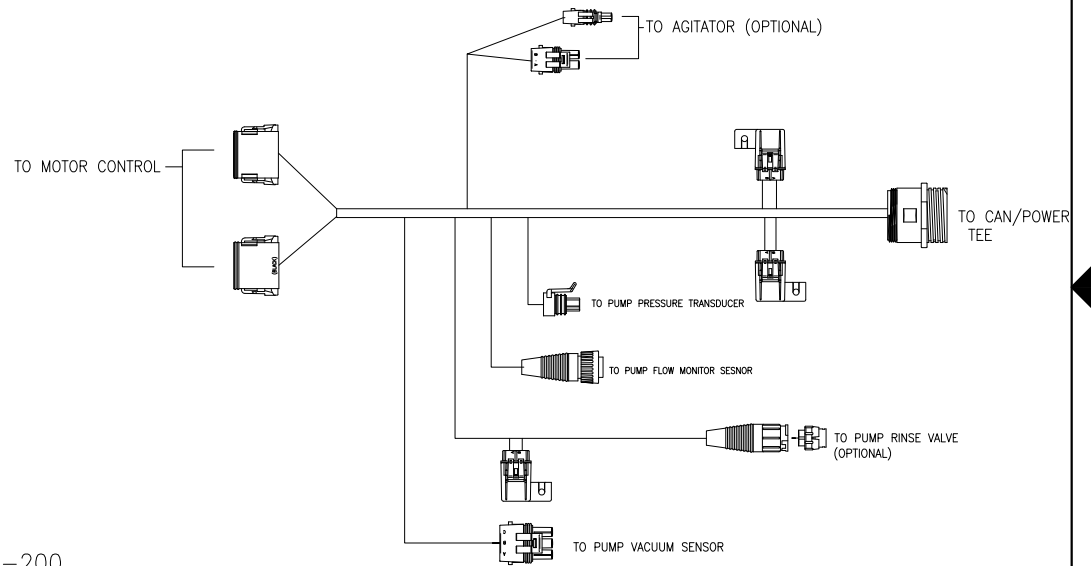 TO AGITATOR (OPTIONAL)
B
A
TO MOTOR CONTROL
TO CAN/POWER
TEE
(BLACK)
TO PUMP PRESSURE TRANSDUCER
TO PUMP FLOW MONITOR SESNOR
TO PUMP RINSE VALVE
(OPTIONAL)
C
B
A
TO PUMP VACUUM SENSOR
-200